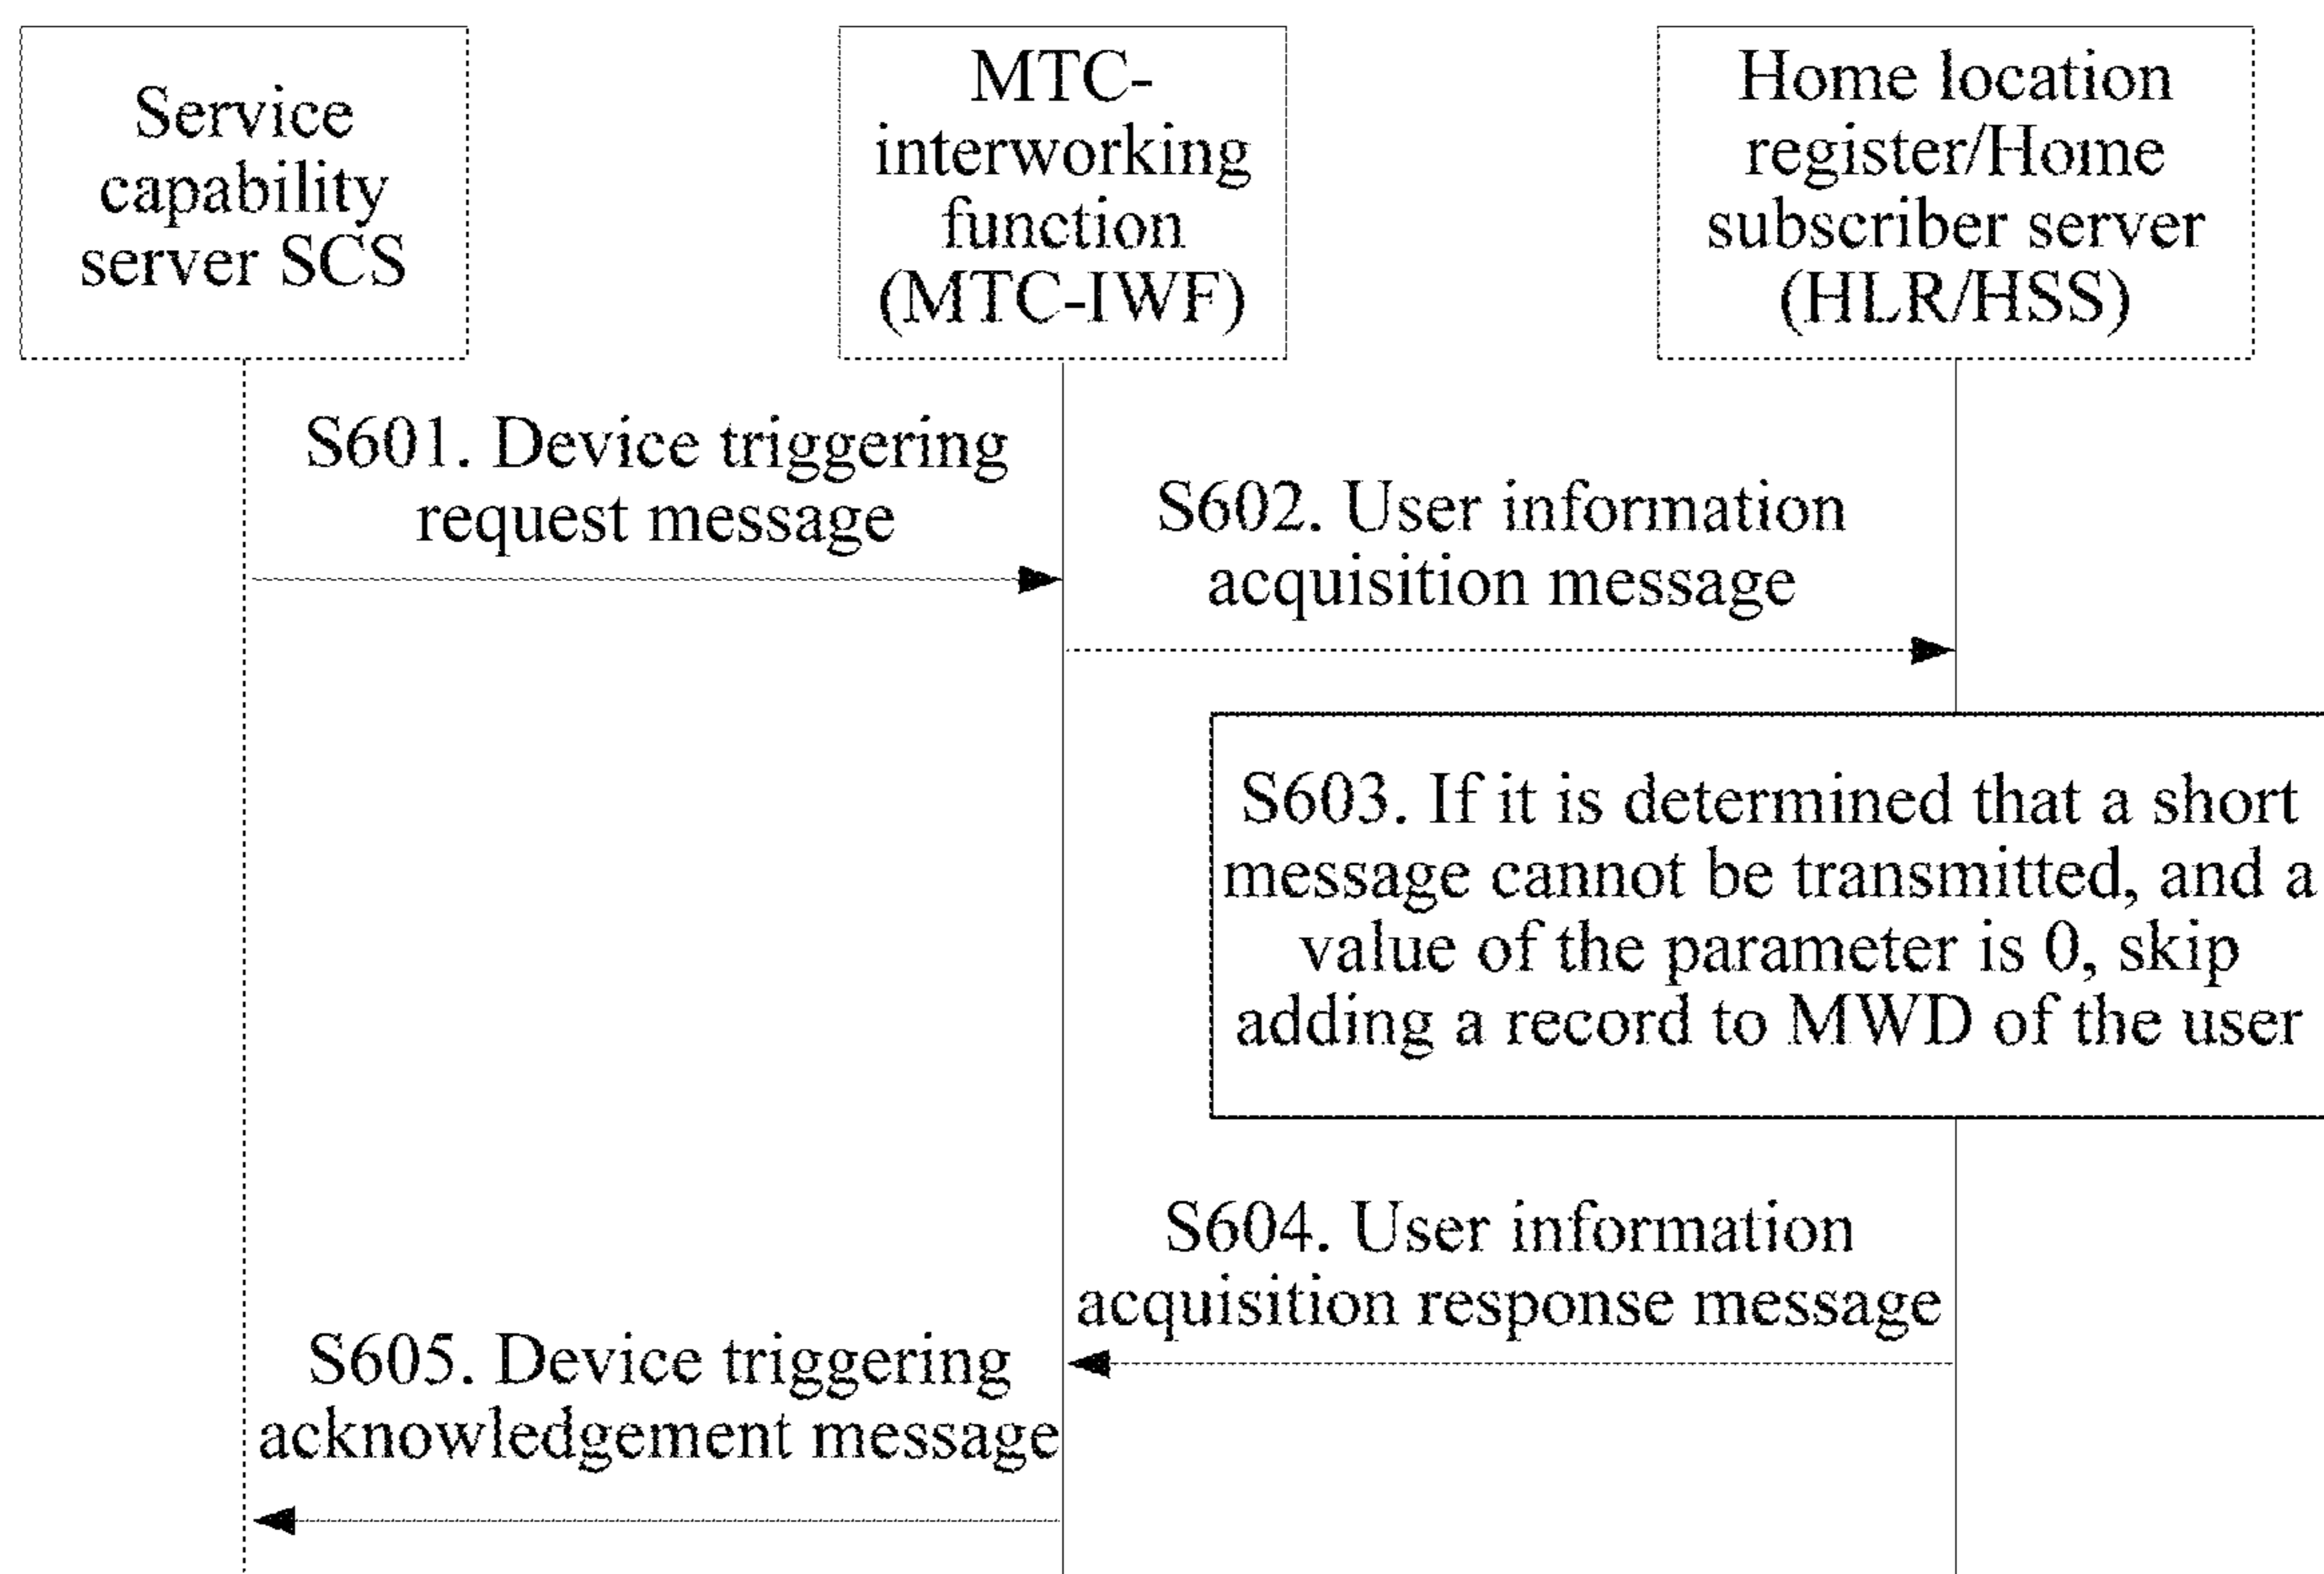 Service
capability
server SCS
MTC-
interworking
function
(MTC-IWF)
Home location
register/Home
subscriber server
(HLR/HSS)
S601. Device triggering
request message
S602. User information
acquisition message
S603. If it is determined that a short
message cannot be transmitted, and a
value of the parameter is 0, skip
adding a record to MWD of the user
S604. User information
acquisition response message
S605. Device triggering
acknowledgement message